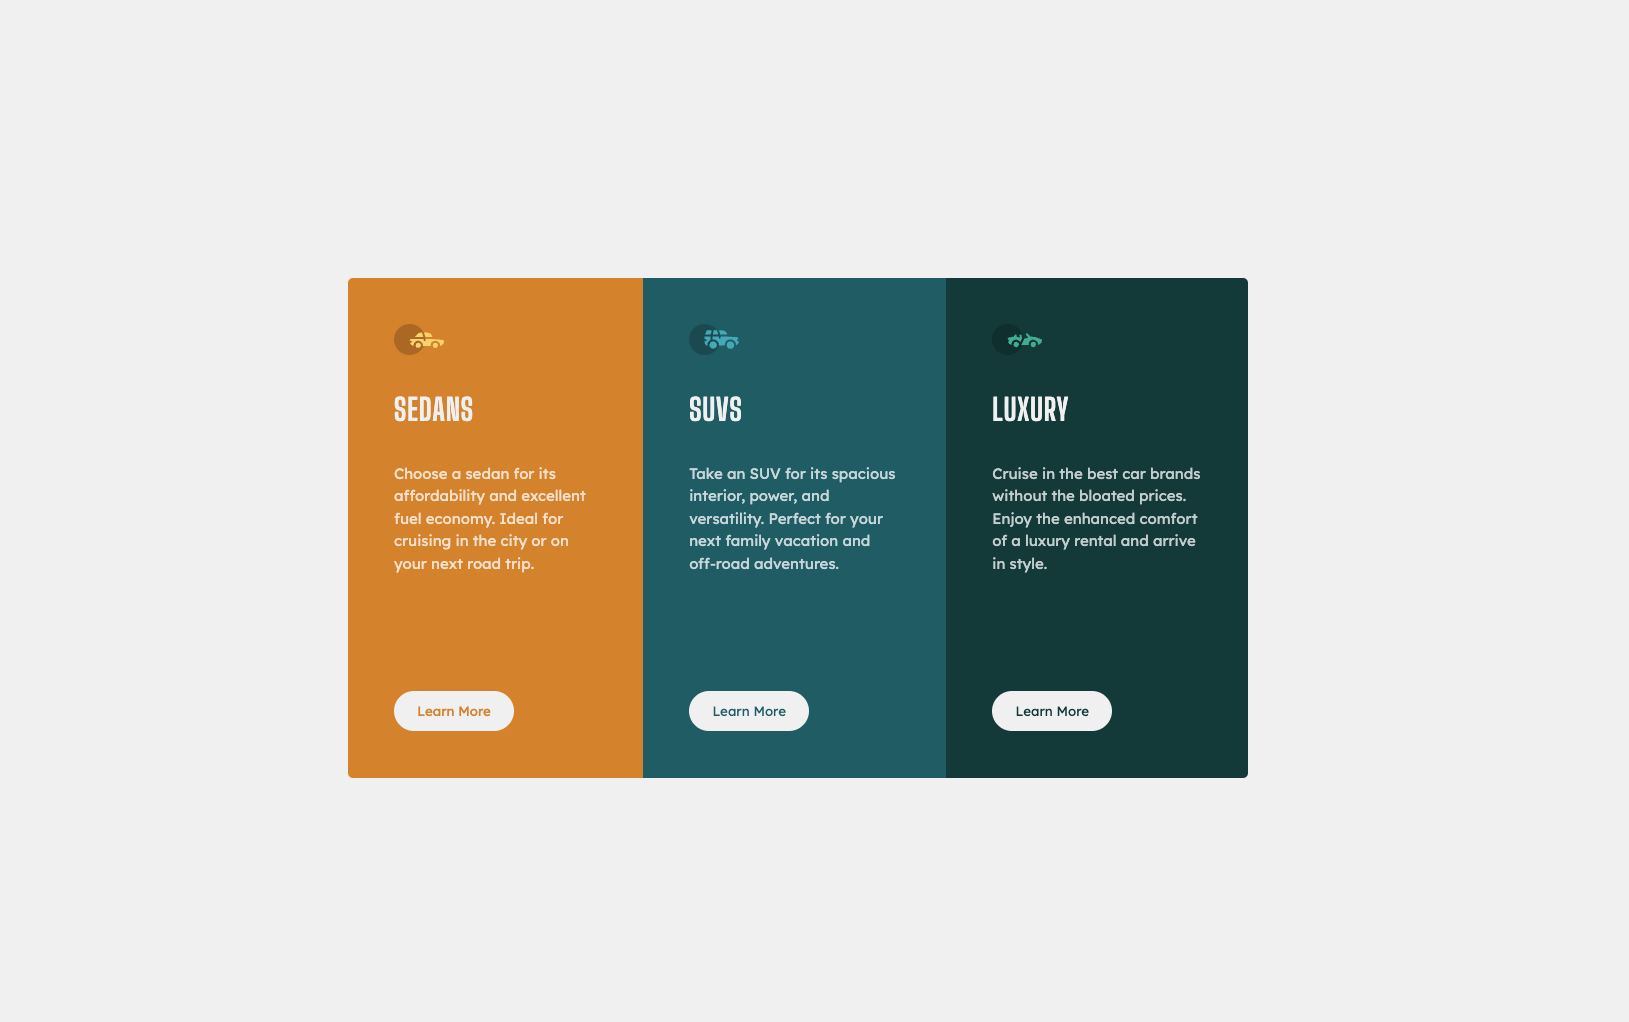 SEDANS
Choose a sedan for its
affordability and excellent
fuel economy. Ideal for
cruising in the city or on
your next road trip.
Learn More
SUVS
Take an SUV for its spacious
interior, power, and
versatility. Perfect for your
next family vacation and
off-road adventures.
Learn More
LUXURY
Cruise in the best car brands
without the bloated prices.
Enjoy the enhanced comfort
of a luxury rental and arrive
in style.
Learn More